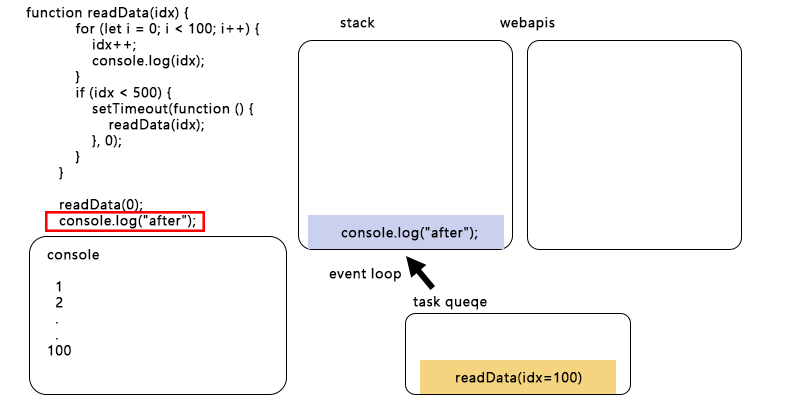 function readData(idx) {
for (let i = 0; i < 100; i++) {
idx++;
console.log(idx);
}
if (idx < 500) {
setTimeout(function () {
readData(idx);
}, 0);
}
}
readData(0);
console.log("after");
console
1
2
.
.
100
stack
console.log("after");
webapis
event loop
task queqe
readData(idx=100)